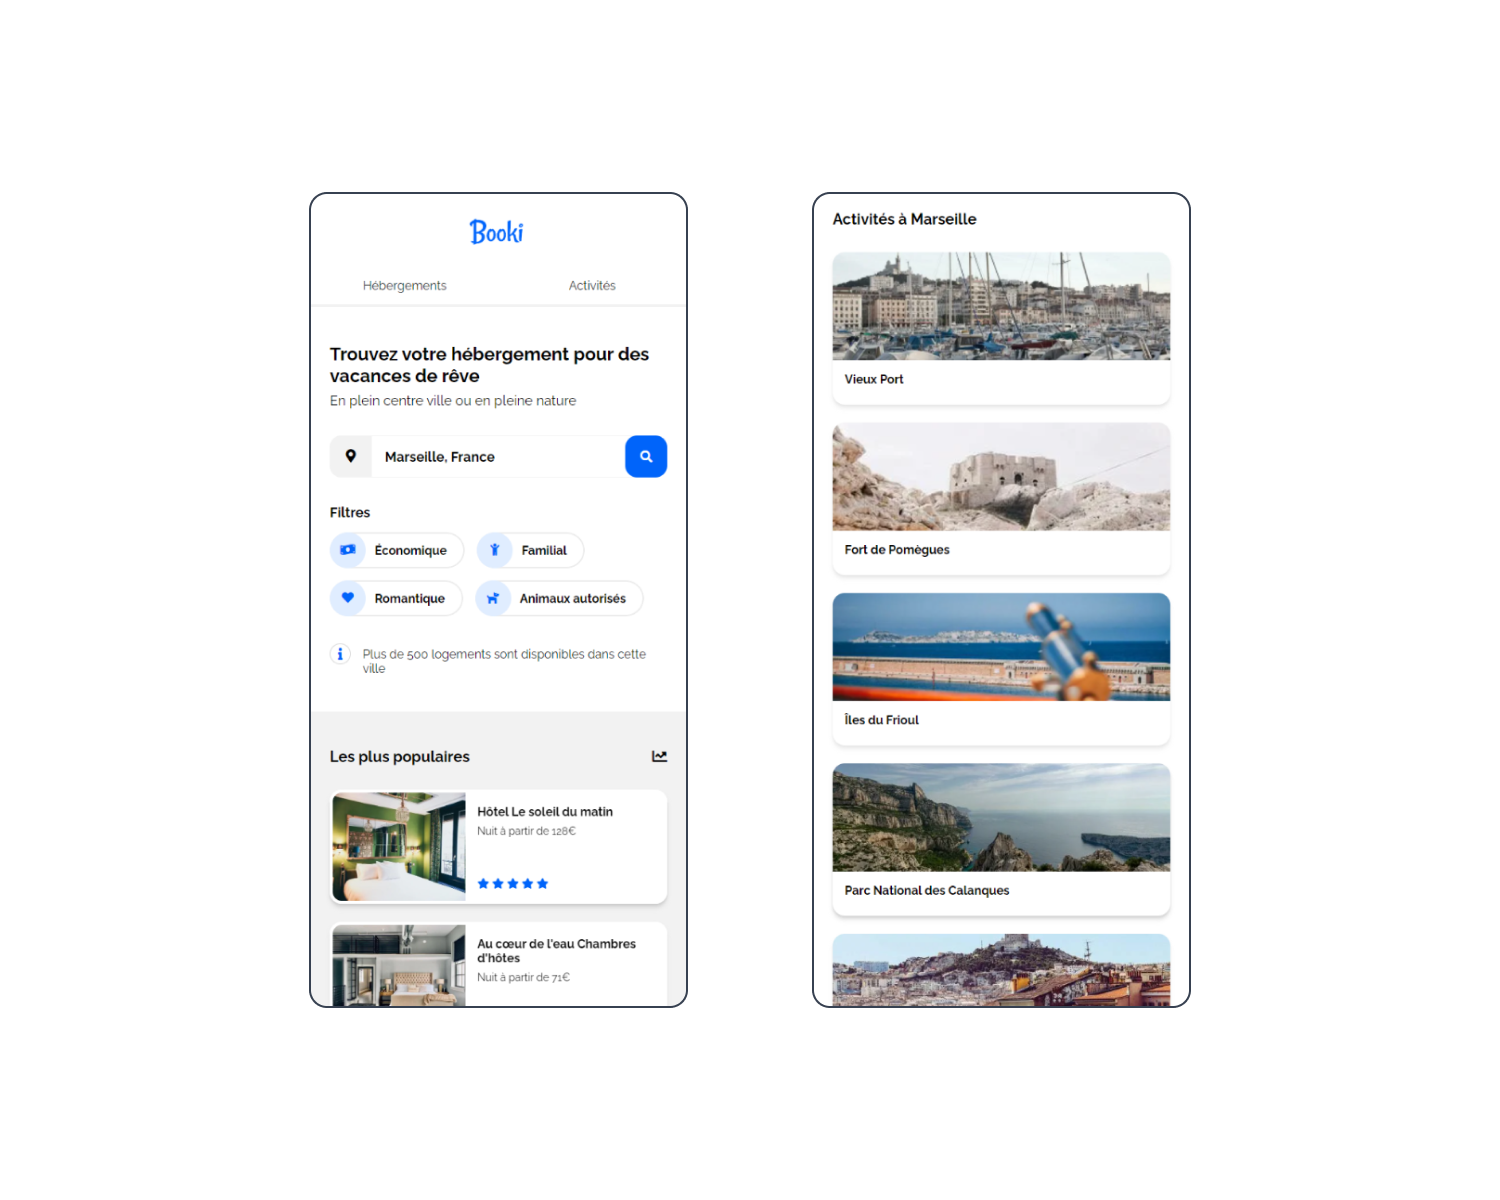 Booki
Hébergements
Activités
Trouvez votre hébergement pour des
vacances de rêve
En plein centre ville ou en pleine nature
Marseille, France
Filtres
Économique
Familial
Romantique
Animaux autorisés
Plus de 500 logements sont disponibles dans cette
ville
Les plus populaires
Hôtel Le soleil du matin
Nuit à partir de 128€
Au cœur de l'eau Chambres
d'hôtes
Nuit à partir de 71€
Activités à Marseille
Vieux Port
Fort de Pomègues
Îles du Frioul
Parc National des Calanques